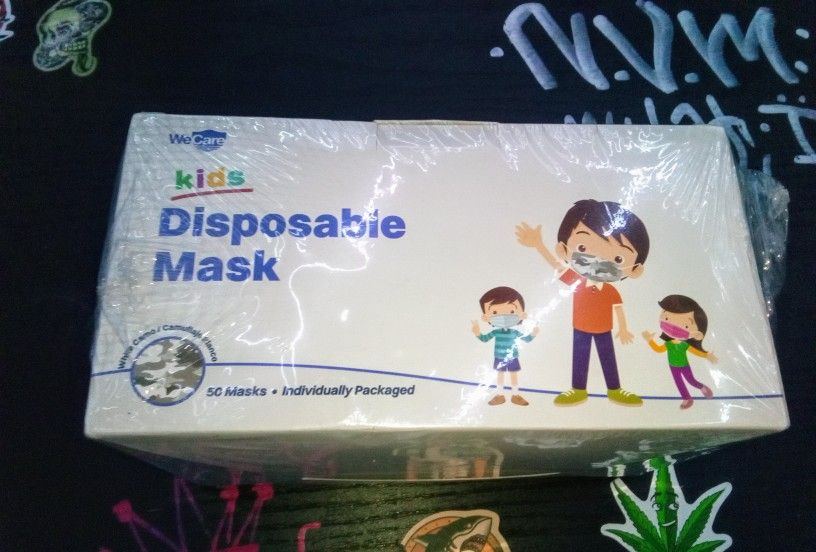 WeCare
kids
Disposable
Mask
White Camo / Camuflaje Blanco
50 Masks • Individually Packaged